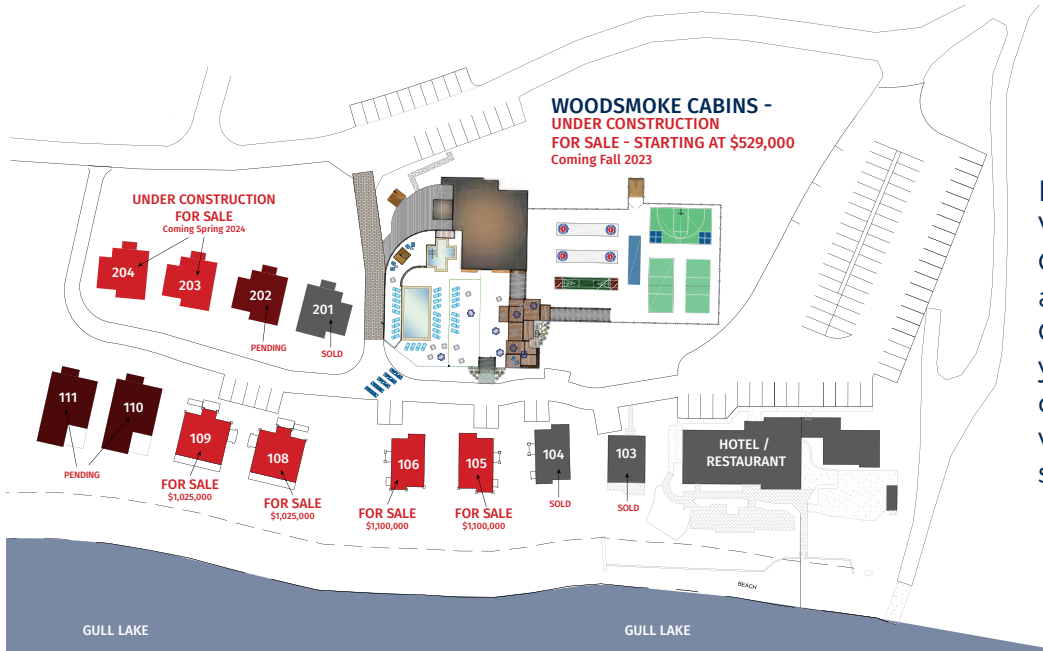 WOODSMOKE CABINS -
UNDER CONSTRUCTION
FOR SALE - STARTING AT $529,000
Coming Fall 2023
UNDER CONSTRUCTION
FOR SALE
Coming Spring 2024
204
203
202
201
PENDING
SOLD
111
110
109
108
106
105
104
103
HOTEL /
RESTAURANT
PENDING
FOR SALE
$1,025,000
FOR SALE
$1,025,000
FOR SALE
$1,100,000
FOR SALE
$1,100,000
SOLD
SOLD
BEACH
GULL LAKE
GULL LAKE